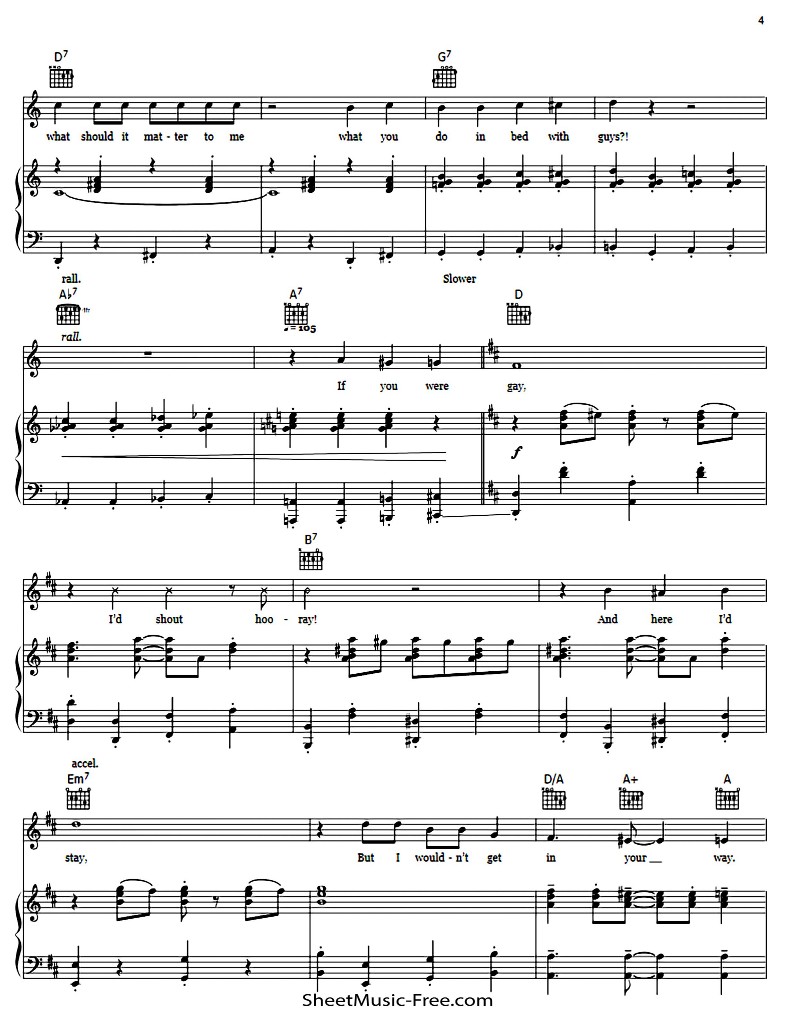 4
D7 G7
what should it mat - ter to me what you do in bed with guys?!
rall. Slower
A♭7 A7 D
rall. ♩ = 105
If you were gay,
f
B7
I'd shout hoo - ray! And here I'd
accel.
Em7 D/A A+ A
stay, But I would - n't get in your __ way.
SheetMusic-Free.com